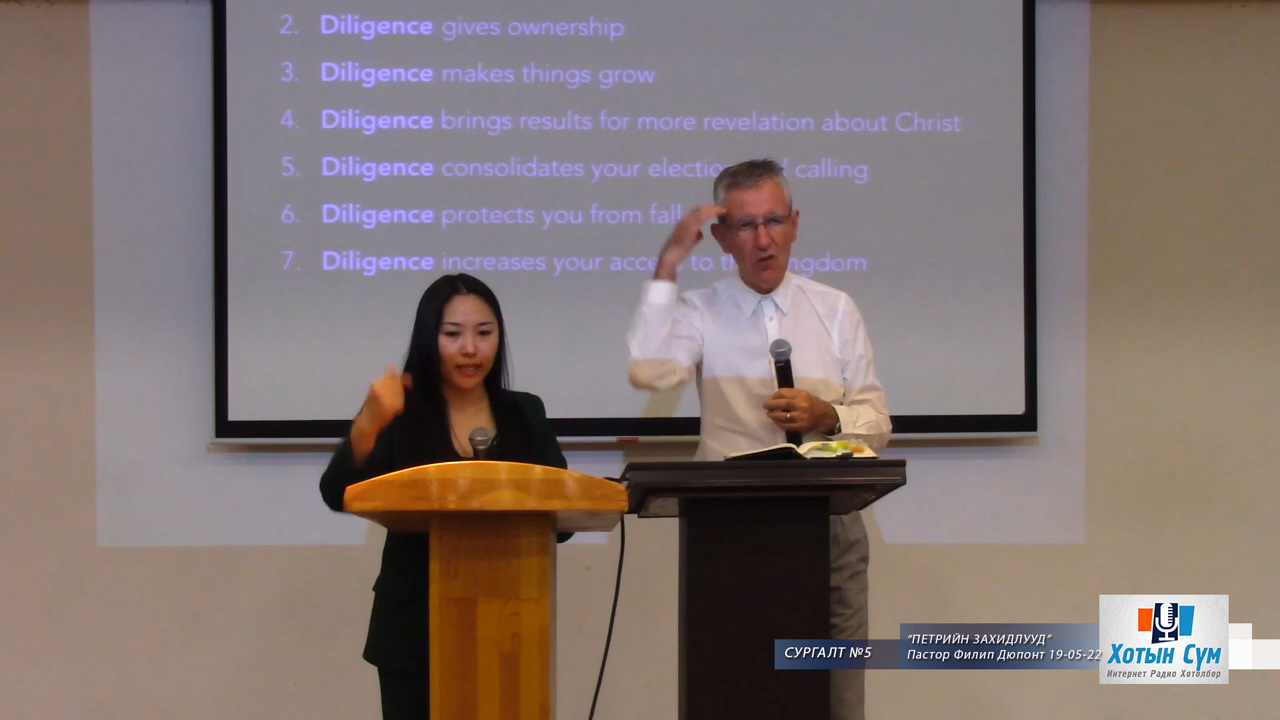 2. Diligence gives ownership
3. Diligence makes things grow
4. Diligence brings results for more revelation about Christ
5. Diligence consolidates your calling
6. Diligence protects you from
7. Diligence increases your to
"ПЕТРИЙН ЗАХИДЛУУД"
СУРГАЛТ №5
Пастор Филип Дюпонт 19-05-22
Хотын Сүм
Интернет Радио Хөтөлбөр